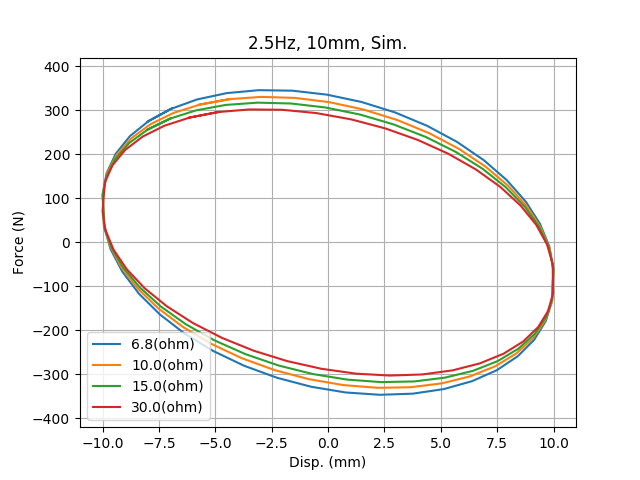 2.5Hz, 10mm, Sim.
400
300
200
100
0
−100
−200
−300
−400
Force (N)
6.8(ohm)
10.0(ohm)
15.0(ohm)
30.0(ohm)
−10.0 −7.5 −5.0 −2.5 0.0 2.5 5.0 7.5 10.0
Disp. (mm)